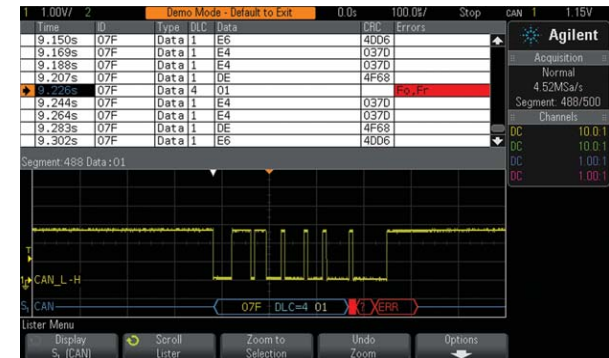 1 1.00V/ 2 Demo Mode - Default to Exit 0.0s 100.0%/ Stop CAN 1 1.15V
Time ID Type DLC Data CRC Errors
9.150s 07F Data 1 E6 4DD6
9.169s 07F Data 1 E4 037D
9.188s 07F Data 1 E4 037D
9.207s 07F Data 1 DE 4F68
9.226s 07F Data 4 01 Fo,Fr
9.244s 07F Data 1 E4 037D
9.264s 07F Data 1 E4 037D
9.283s 07F Data 1 DE 4F68
9.302s 07F Data 1 E6 4DD6
Agilent
Acquisition
Normal
4.52MSa/s
Segment: 488/500
Channels
DC 10.0:1
DC 10.0:1
DC 1.00:1
DC 1.00:1
Segment:488 Data:01
T
CAN_L-H
S₁ CAN 07F DLC=4 01 ? ERR
Lister Menu
Display Scroll Zoom to Undo Options
S₁ (CAN) Lister Selection Zoom